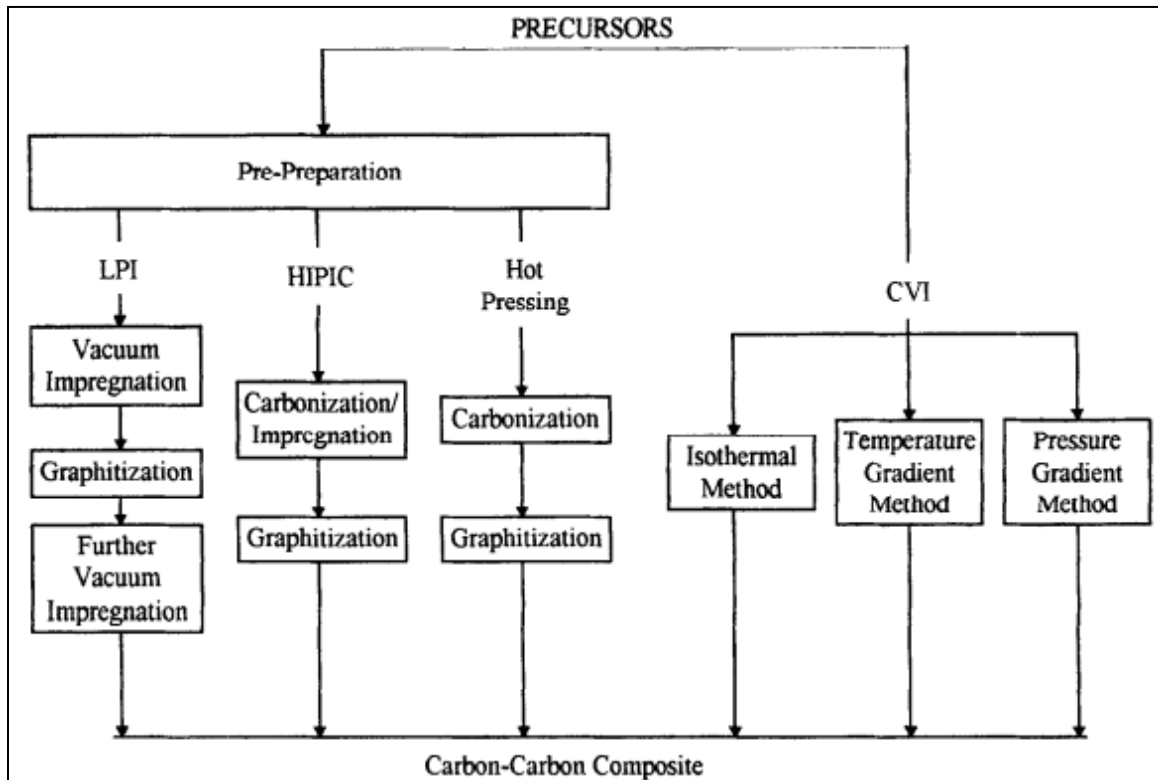 PRECURSORS
Pre-Preparation
LPI
HIPIC
Hot
Pressing
CVI
Vacuum
Impregnation
Carbonization/
Imprcgnation
Carbonization
Isothermal
Method
Temperature
Gradient
Method
Pressure
Gradient
Method
Graphitization
Graphitization
Graphitization
Further
Vacuum
Impregnation
Carbon-Carbon Composite